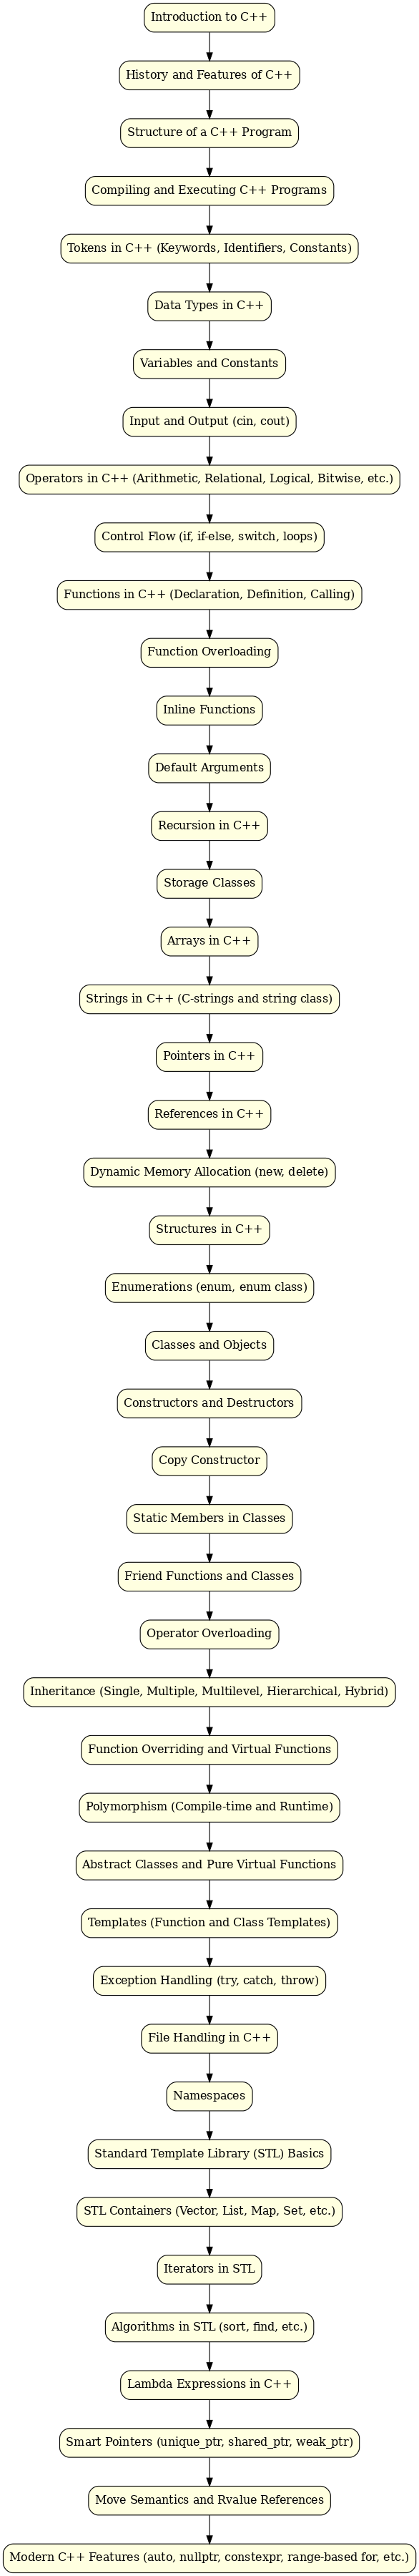 Introduction to C++
History and Features of C++
Structure of a C++ Program
Compiling and Executing C++ Programs
Tokens in C++ (Keywords, Identifiers, Constants)
Data Types in C++
Variables and Constants
Input and Output (cin, cout)
Operators in C++ (Arithmetic, Relational, Logical, Bitwise, etc.)
Control Flow (if, if-else, switch, loops)
Functions in C++ (Declaration, Definition, Calling)
Function Overloading
Inline Functions
Default Arguments
Recursion in C++
Storage Classes
Arrays in C++
Strings in C++ (C-strings and string class)
Pointers in C++
References in C++
Dynamic Memory Allocation (new, delete)
Structures in C++
Enumerations (enum, enum class)
Classes and Objects
Constructors and Destructors
Copy Constructor
Static Members in Classes
Friend Functions and Classes
Operator Overloading
Inheritance (Single, Multiple, Multilevel, Hierarchical, Hybrid)
Function Overriding and Virtual Functions
Polymorphism (Compile-time and Runtime)
Abstract Classes and Pure Virtual Functions
Templates (Function and Class Templates)
Exception Handling (try, catch, throw)
File Handling in C++
Namespaces
Standard Template Library (STL) Basics
STL Containers (Vector, List, Map, Set, etc.)
Iterators in STL
Algorithms in STL (sort, find, etc.)
Lambda Expressions in C++
Smart Pointers (unique_ptr, shared_ptr, weak_ptr)
Move Semantics and Rvalue References
Modern C++ Features (auto, nullptr, constexpr, range-based for, etc.)